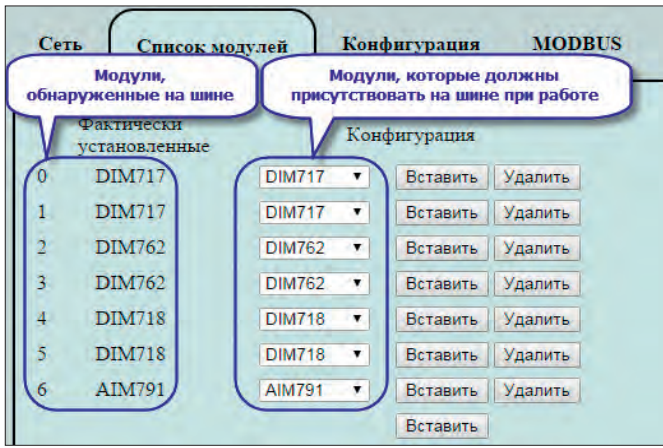 Сеть Список модулей Конфигурация MODBUS
Модули,
обнаруженные на шине
Модули, которые должны
присутствовать на шине при работе
Фактически
установленные
Конфигурация
0 DIM717 DIM717 Вставить Удалить
1 DIM717 DIM717 Вставить Удалить
2 DIM762 DIM762 Вставить Удалить
3 DIM762 DIM762 Вставить Удалить
4 DIM718 DIM718 Вставить Удалить
5 DIM718 DIM718 Вставить Удалить
6 AIM791 AIM791 Вставить Удалить
Вставить